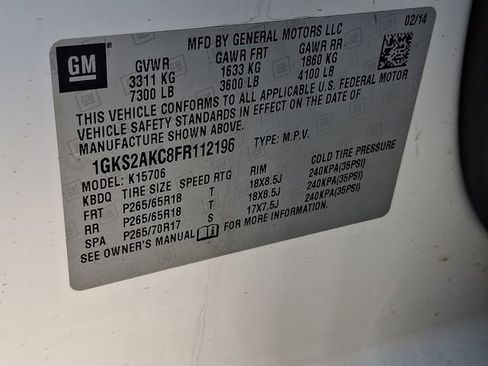 MFD BY GENERAL MOTORS LLC 02/14
GM
GVWR GAWR FRT GAWR RR
3311 KG 1633 KG 1860 KG
7300 LB 3600 LB 4100 LB
THIS VEHICLE CONFORMS TO ALL APPLICABLE U.S. FEDERAL MOTOR
VEHICLE SAFETY STANDARDS IN EFFECT ON THE DATE OF
MANUFACTURE SHOWN ABOVE.
1GKS2AKC8FR112196 TYPE: M.P.V.
MODEL: K15706
KBDQ TIRE SIZE SPEED RTG RIM COLD TIRE PRESSURE
FRT P265/65R18 T 18X8.5J 240KPA(35PSI)
RR P265/65R18 T 18X8.5J 240KPA(35PSI)
SPA P265/70R17 S 17X7.5J 240KPA(35PSI)
SEE OWNER'S MANUAL FOR MORE INFORMATION.